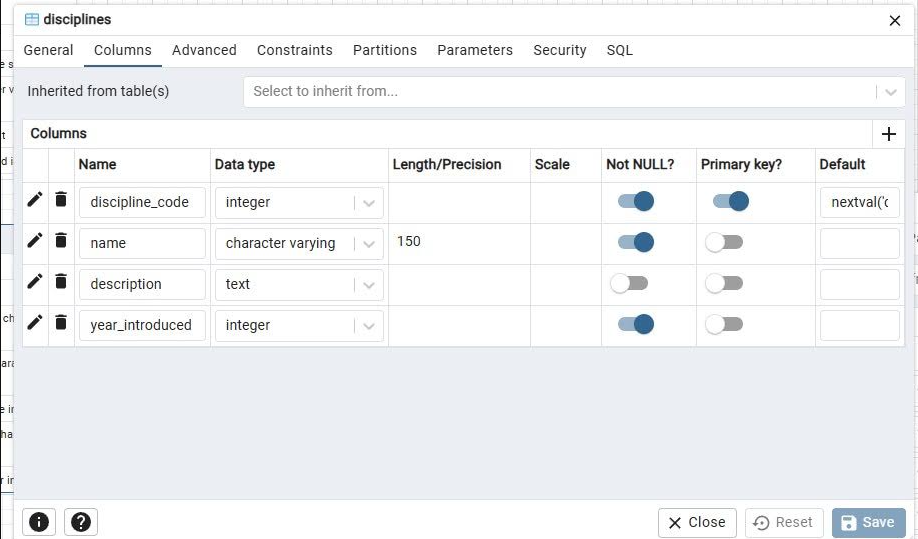 disciplines
General Columns Advanced Constraints Partitions Parameters Security SQL
Inherited from table(s) Select to inherit from...
Columns
Name Data type Length/Precision Scale Not NULL? Primary key? Default
discipline_code integer nextval('c
name character varying 150
description text
year_introduced integer
Close Reset Save